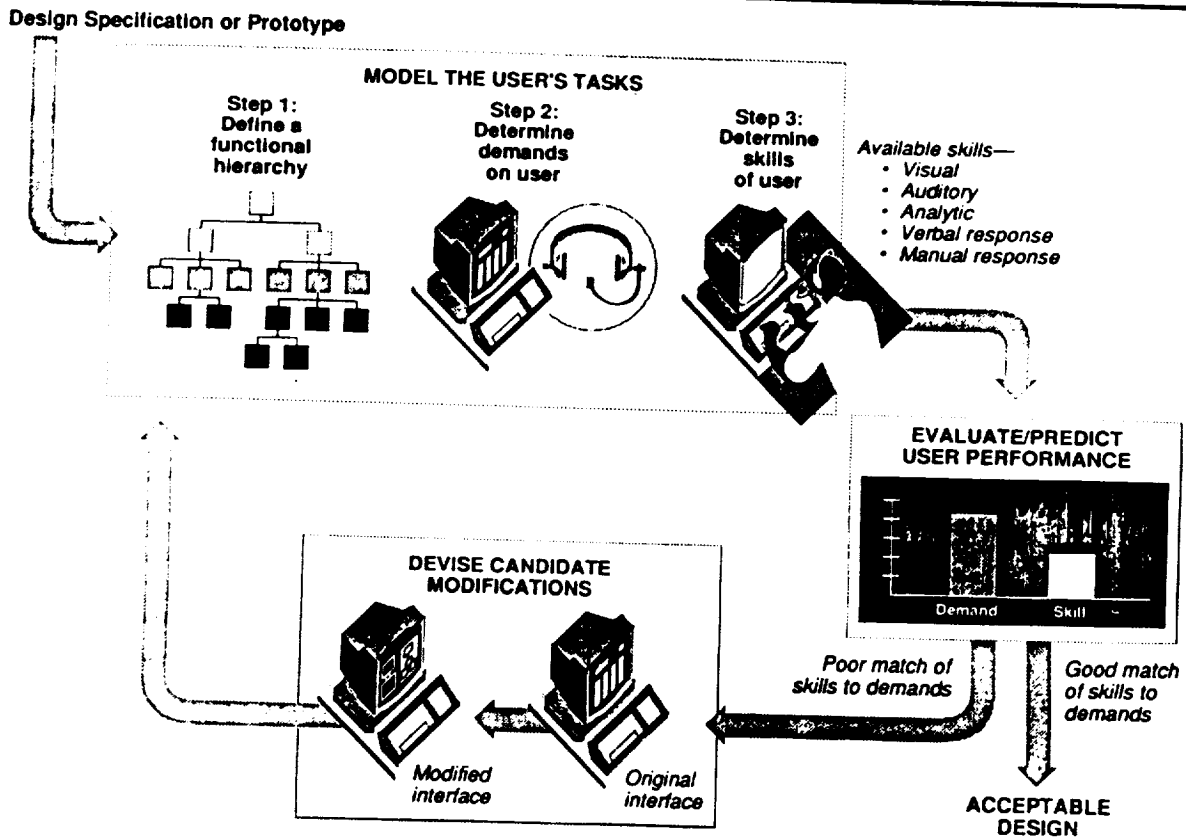 Design Specification or Prototype
MODEL THE USER'S TASKS
Step 1:
Define a
functional
hierarchy
Step 2:
Determine
demands
on user
Step 3:
Determine
skills
of user
Available skills—
• Visual
• Auditory
• Analytic
• Verbal response
• Manual response
EVALUATE/PREDICT
USER PERFORMANCE
Demand
Skill
Poor match of
skills to demands
Good match
of skills to
demands
DEVISE CANDIDATE
MODIFICATIONS
Modified
interface
Original
interface
ACCEPTABLE
DESIGN